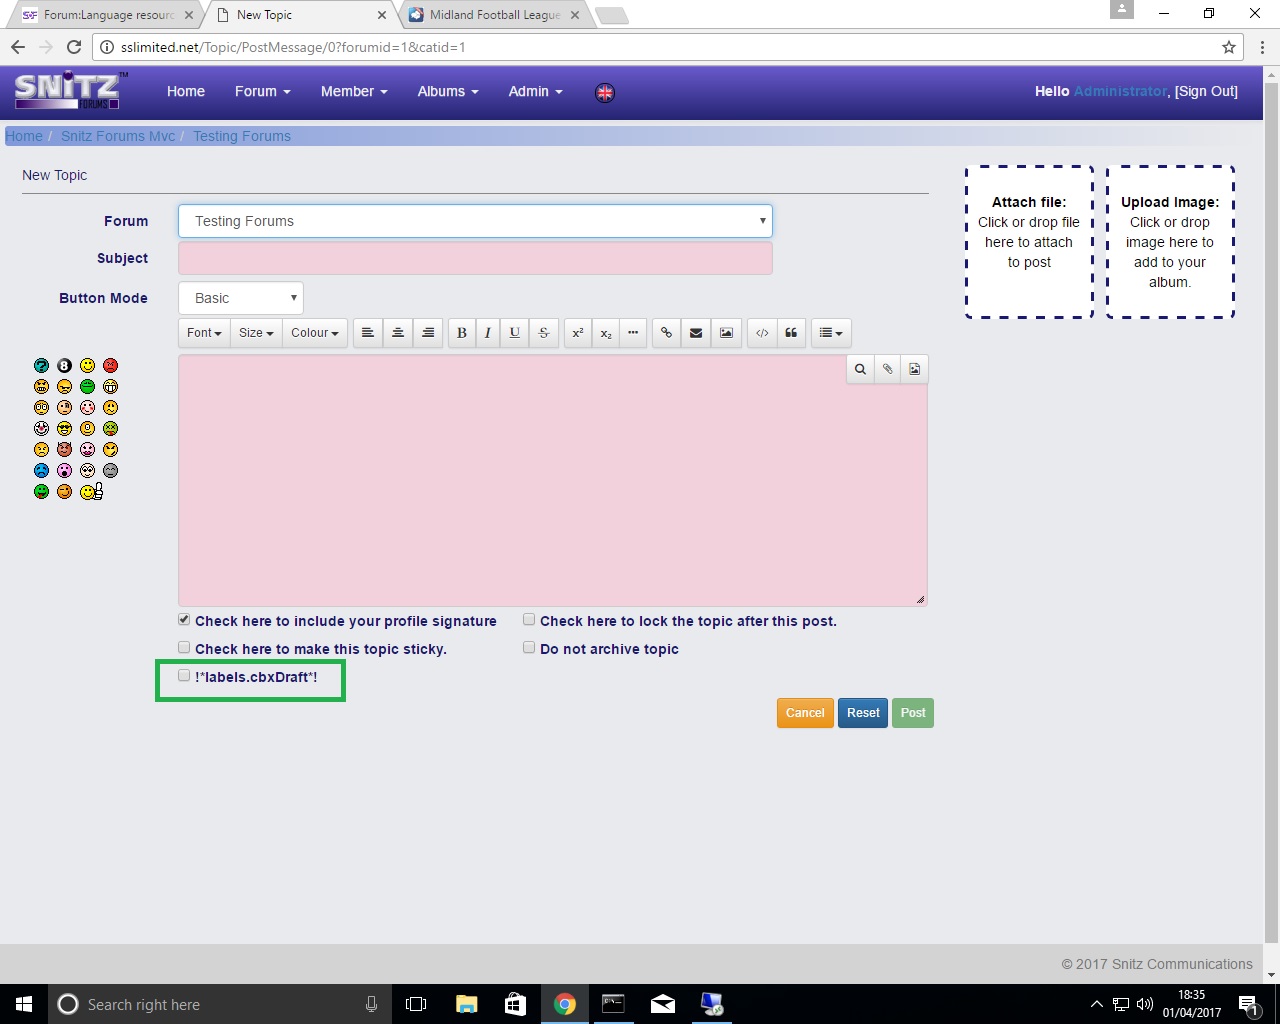 Forum:Language resourc
New Topic
Midland Football League
sslimited.net/Topic/PostMessage/0?forumid=1&catid=1
SNiTZ TM
FORUMS
Home
Forum
Member
Albums
Admin
Hello Administrator, [Sign Out]
Home / Snitz Forums Mvc / Testing Forums
New Topic
Forum
Testing Forums
Subject
Button Mode
Basic
Font
Size
Colour
B I U S x² x₂ ···
</>
Attach file:
Click or drop file
here to attach
to post
Upload Image:
Click or drop
image here to
add to your
album.
Check here to include your profile signature
Check here to lock the topic after this post.
Check here to make this topic sticky.
Do not archive topic
!*labels.cbxDraft*!
Cancel
Reset
Post
© 2017 Snitz Communications
Search right here
18:35
01/04/2017
1